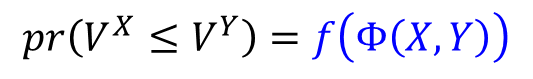 pr(V^X ≤ V^Y) = f(Φ(X, Y))